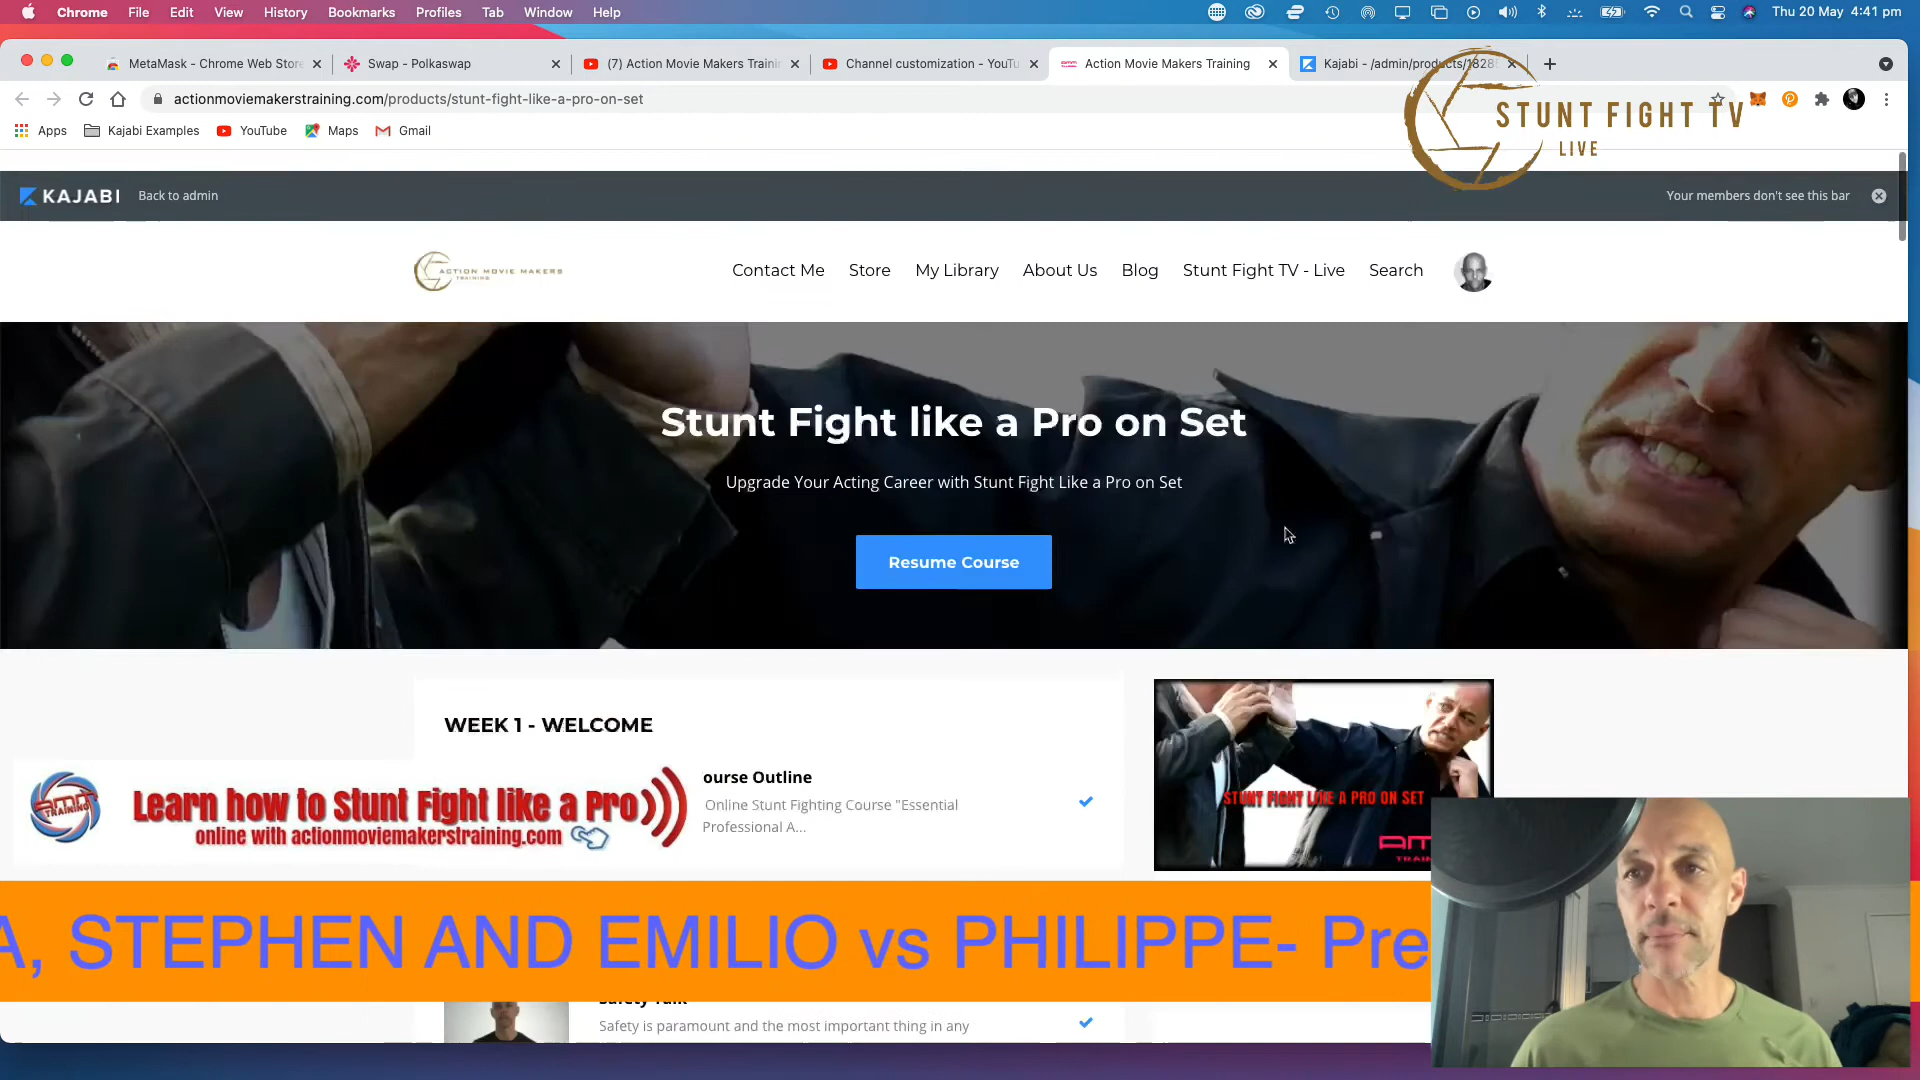 Chrome File Edit View History Bookmarks Profiles Tab Window Help Thu 20 May 4:41 pm
MetaMask - Chrome Web Store
Swap - Polkaswap
(7) Action Movie Makers Trainin
Channel customization - YouTu
Action Movie Makers Training
Kajabi - /admin/products/18288
actionmoviemakerstraining.com/products/stunt-fight-like-a-pro-on-set
Apps Kajabi Examples YouTube Maps Gmail
STUNT FIGHT TV
LIVE
KAJABI Back to admin Your members don't see this bar
ACTION MOVIE MAKERS
TRAINING
Contact Me Store My Library About Us Blog Stunt Fight TV - Live Search
Stunt Fight like a Pro on Set
Upgrade Your Acting Career with Stunt Fight Like a Pro on Set
Resume Course
WEEK 1 - WELCOME
ourse Outline
Online Stunt Fighting Course "Essential
Professional A...
AMM
TRAINING
Learn how to Stunt Fight like a Pro
online with actionmoviemakerstraining.com
STUNT FIGHT LIKE A PRO ON SET
A, STEPHEN AND EMILIO vs PHILIPPE- Pre
Safety Talk
Safety is paramount and the most important thing in any